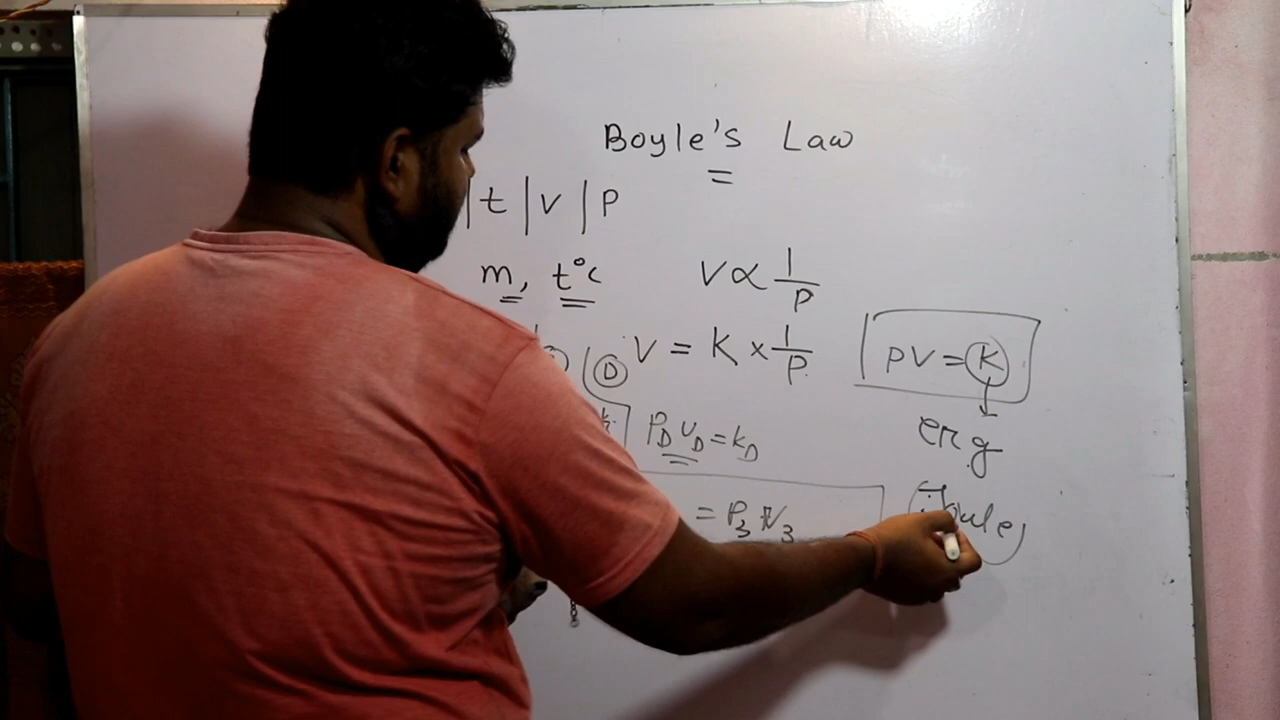 Boyle's Law
| t | v | P
m, t°c
V ∝ 1/P
V = K × 1/P
PV = K
D
P_D V_D = k_D
erg
Joule
= P_3 V_3